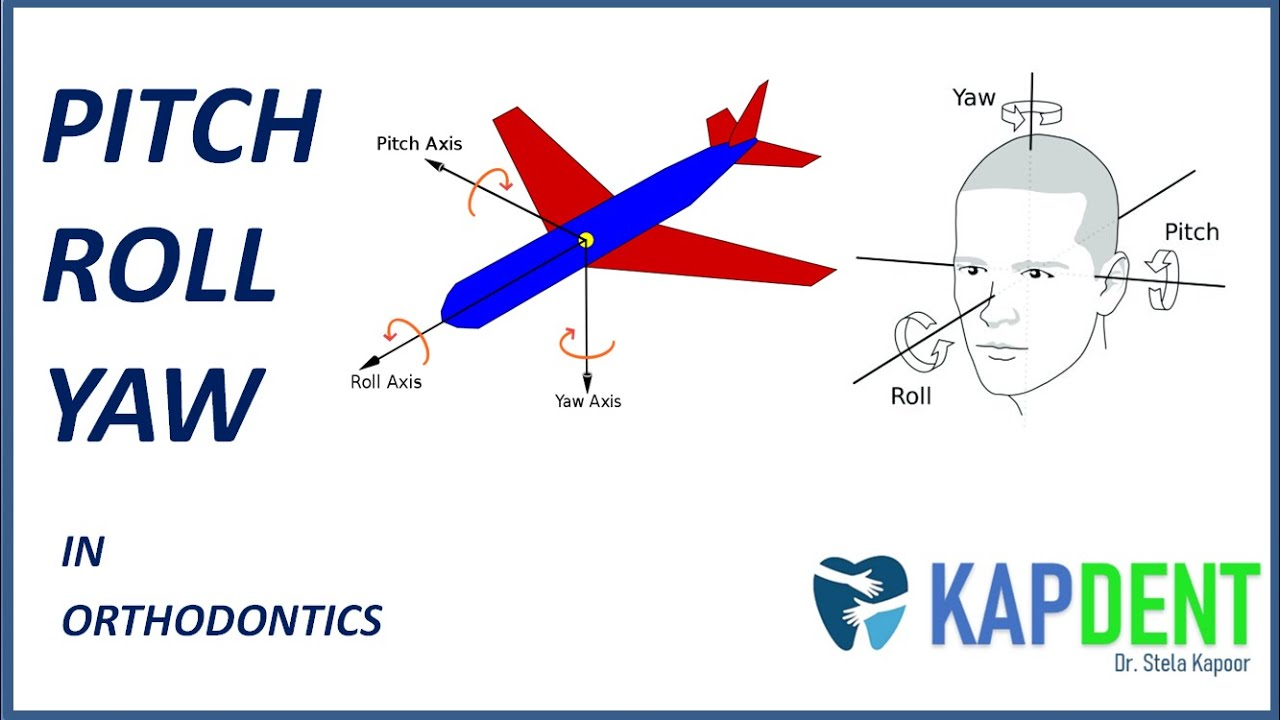 PITCH
ROLL
YAW
IN
ORTHODONTICS
Pitch Axis
Roll Axis
Yaw Axis
Yaw
Pitch
Roll
KAPDENT
Dr. Stela Kapoor